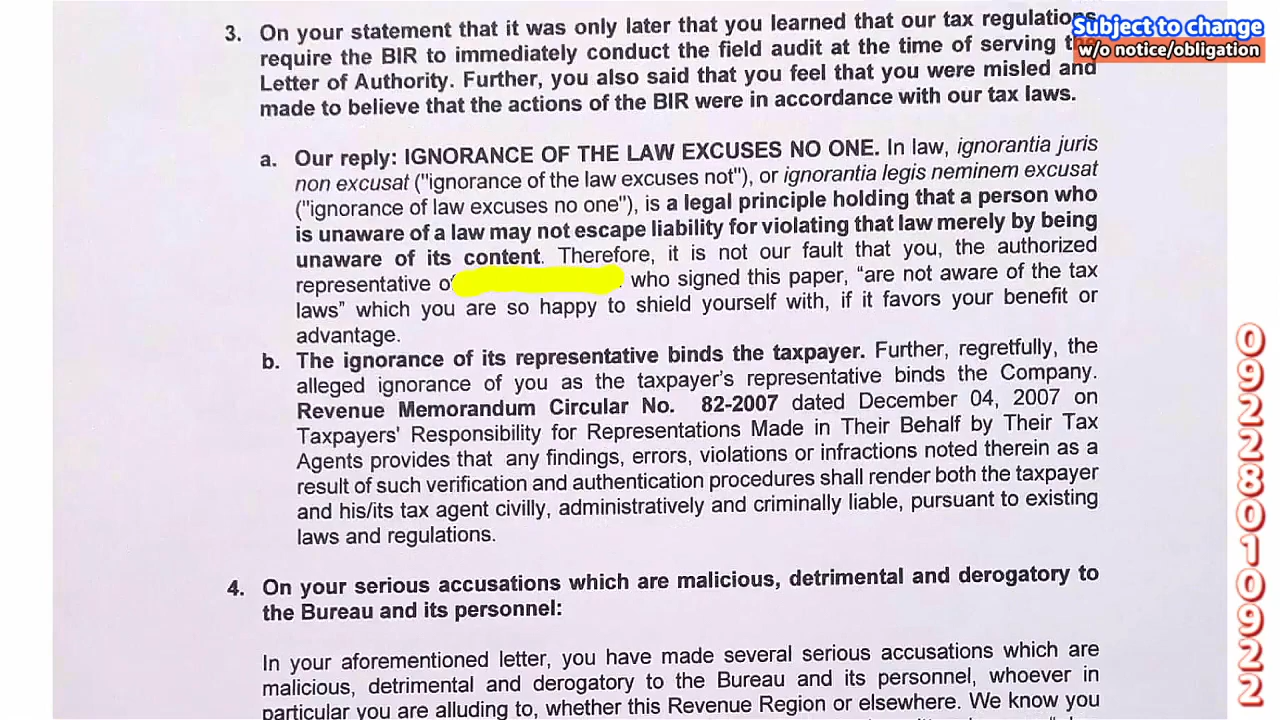 3. On your statement that it was only later that you learned that our tax regulations
require the BIR to immediately conduct the field audit at the time of serving
Letter of Authority. Further, you also said that you feel that you were misled and
made to believe that the actions of the BIR were in accordance with our tax laws.
Subject to change
w/o notice/obligation
a. Our reply: IGNORANCE OF THE LAW EXCUSES NO ONE. In law, ignorantia juris
non excusat ("ignorance of the law excuses not"), or ignorantia legis neminem excusat
("ignorance of law excuses no one"), is a legal principle holding that a person who
is unaware of a law may not escape liability for violating that law merely by being
unaware of its content. Therefore, it is not our fault that you, the authorized
representative of who signed this paper, “are not aware of the tax
laws” which you are so happy to shield yourself with, if it favors your benefit or
advantage.
b. The ignorance of its representative binds the taxpayer. Further, regretfully, the
alleged ignorance of you as the taxpayer's representative binds the Company.
Revenue Memorandum Circular No. 82-2007 dated December 04, 2007 on
Taxpayers' Responsibility for Representations Made in Their Behalf by Their Tax
Agents provides that any findings, errors, violations or infractions noted therein as a
result of such verification and authentication procedures shall render both the taxpayer
and his/its tax agent civilly, administratively and criminally liable, pursuant to existing
laws and regulations.
4. On your serious accusations which are malicious, detrimental and derogatory to
the Bureau and its personnel:
In your aforementioned letter, you have made several serious accusations which are
malicious, detrimental and derogatory to the Bureau and its personnel, whoever in
particular you are alluding to, whether this Revenue Region or elsewhere. We know you
09228010922